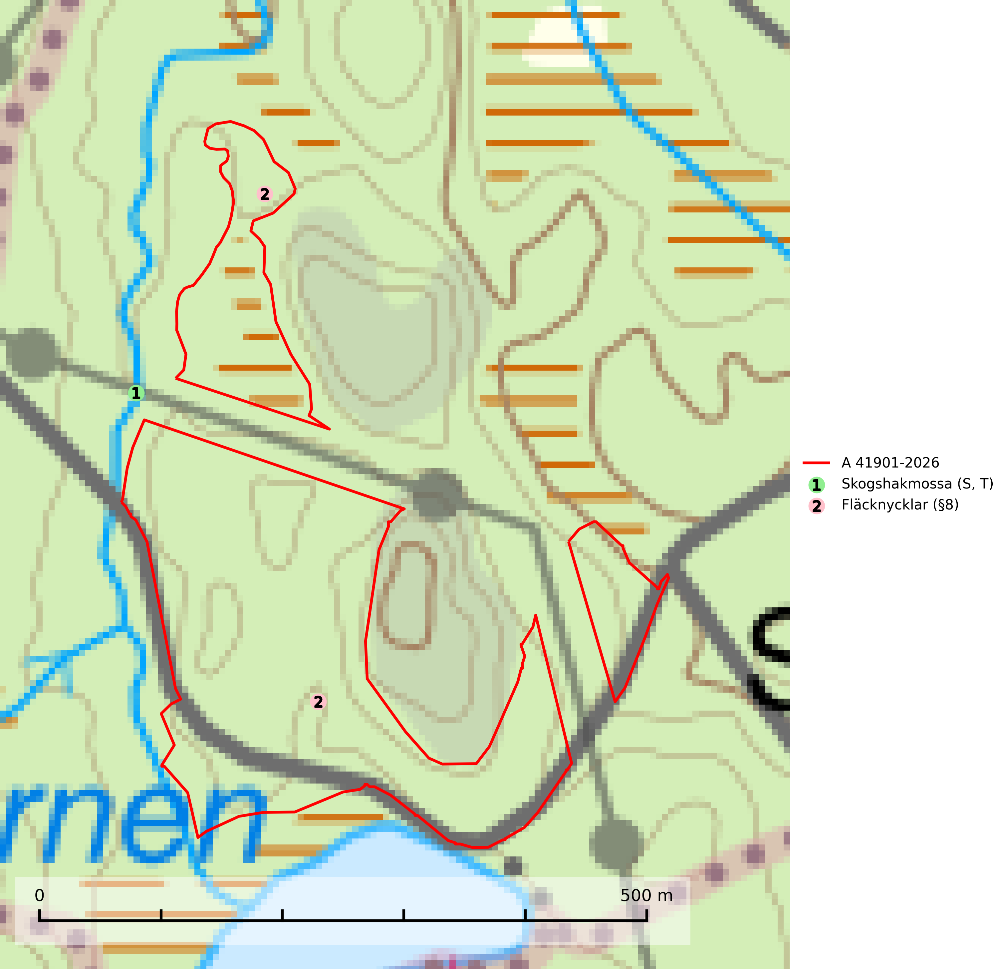 2
1
A 41901-2026
1 Skogshakmossa (S, T)
2 Fläcknycklar (§8)
2
rnen
0 500 m